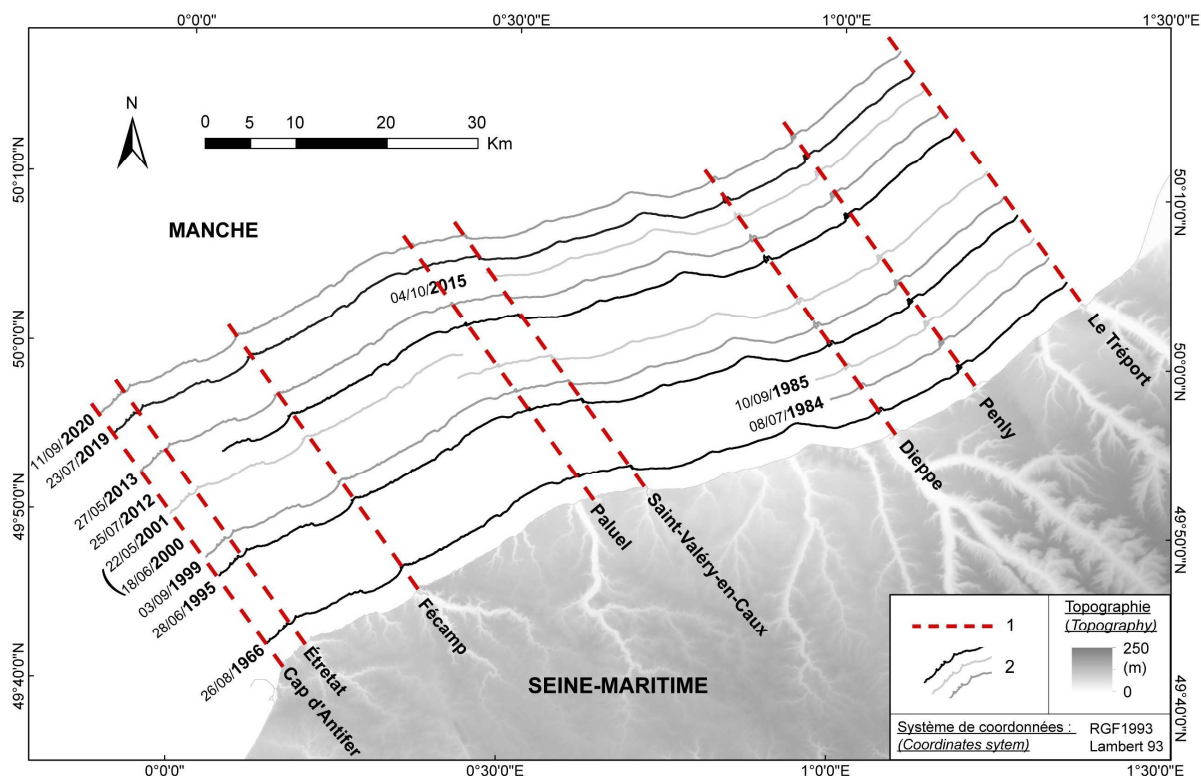 0°0'0"E
0°30'0"E
1°0'0"E
1°30'0"E
N
0 5 10 20 30
Km
50°10'0"N
50°10'0"N
MANCHE
04/10/2015
50°0'0"N
50°0'0"N
11/09/2020
23/07/2019
27/05/2013
25/07/2012
22/05/2001
18/06/2000
03/09/1999
28/06/1995
26/08/1966
10/09/1985
08/07/1984
Le Tréport
Penly
Dieppe
Saint-Valéry-en-Caux
Paluel
Fécamp
Étretat
Cap d'Antifer
49°50'0"N
49°50'0"N
49°40'0"N
49°40'0"N
SEINE-MARITIME
1
2
Topographie
(Topography)
250
(m)
0
Système de coordonnées :
(Coordinates sytem)
RGF1993
Lambert 93
0°0'0"E
0°30'0"E
1°0'0"E
1°30'0"E